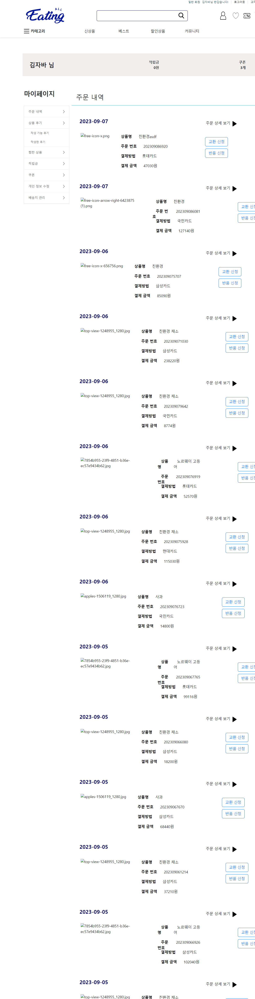 일반 회원 김자바님 반갑습니다!
로그아웃
Eating ALL
카테고리
신상품
베스트
할인상품
커뮤니티
김자바 님
적립금
0원
쿠폰
3개
마이페이지
주문 내역
상품 후기
작성 가능 후기
작성한 후기
찜한 상품
적립금
쿠폰
개인 정보 수정
배송지 관리
주문 내역
2023-09-07
주문 상세 보기 ▶
free-icon-x.png
상품명 친환경asdf
주문 번호 202309086920
결제방법 롯데카드
결제 금액 47030원
교환 신청
반품 신청
2023-09-07
주문 상세 보기 ▶
free-icon-arrow-right-6423875
(1).png
상품명 친환경
주문 번
호 202309086081
결제방법 국민카드
결제 금액 127140원
교환 신청
반품 신청
2023-09-06
주문 상세 보기 ▶
free-icon-x-656756.png
상품명 친환경
주문 번호 202309075707
결제방법 삼성카드
결제 금액 85090원
교환 신청
반품 신청
2023-09-06
주문 상세 보기 ▶
top-view-1248955_1280.jpg
상품명 친환경 채소
주문 번호 202309071030
결제방법 삼성카드
결제 금액 238220원
교환 신청
반품 신청
2023-09-06
주문 상세 보기 ▶
top-view-1248955_1280.jpg
상품명 친환경 채소
주문 번호 202309079642
결제방법 국민카드
결제 금액 8774원
교환 신청
반품 신청
2023-09-06
주문 상세 보기 ▶
7854b955-23f9-4851-b36e-
ec57e9434b62.jpg
상품 노르웨이 고등
명 어
주문 202309076919
번호
결제방법 롯데카드
결제 금액 52570원
교환 신청
반품 신청
2023-09-06
주문 상세 보기 ▶
top-view-1248955_1280.jpg
상품명 친환경 채소
주문 번호 202309075928
결제방법 현대카드
결제 금액 115030원
교환 신청
반품 신청
2023-09-06
주문 상세 보기 ▶
apples-1506119_1280.jpg
상품명 사과
주문 번호 202309076723
결제방법 국민카드
결제 금액 14800원
교환 신청
반품 신청
2023-09-05
주문 상세 보기 ▶
7854b955-23f9-4851-b36e-
ec57e9434b62.jpg
상품 노르웨이 고등
명 어
주문 202309067765
번호
결제방법 롯데카드
결제 금액 99116원
교환 신청
반품 신청
2023-09-05
주문 상세 보기 ▶
top-view-1248955_1280.jpg
상품명 친환경 채소
주문 번호 202309066080
결제방법 삼성카드
결제 금액 18200원
교환 신청
반품 신청
2023-09-05
주문 상세 보기 ▶
apples-1506119_1280.jpg
상품명 사과
주문 번호 202309067670
결제방법 삼성카드
결제 금액 68440원
교환 신청
반품 신청
2023-09-05
주문 상세 보기 ▶
top-view-1248955_1280.jpg
상품명 친환경 채소
주문 번호 202309061214
결제방법 삼성카드
결제 금액 37210원
교환 신청
반품 신청
2023-09-05
주문 상세 보기 ▶
7854b955-23f9-4851-b36e-
ec57e9434b62.jpg
상품 노르웨이 고등
명 어
주문 202309066926
번호
결제방법 삼성카드
결제 금액 102040원
교환 신청
반품 신청
2023-09-05
주문 상세 보기 ▶
top-view-1248955_1280.jpg
상품명 친환경 채소